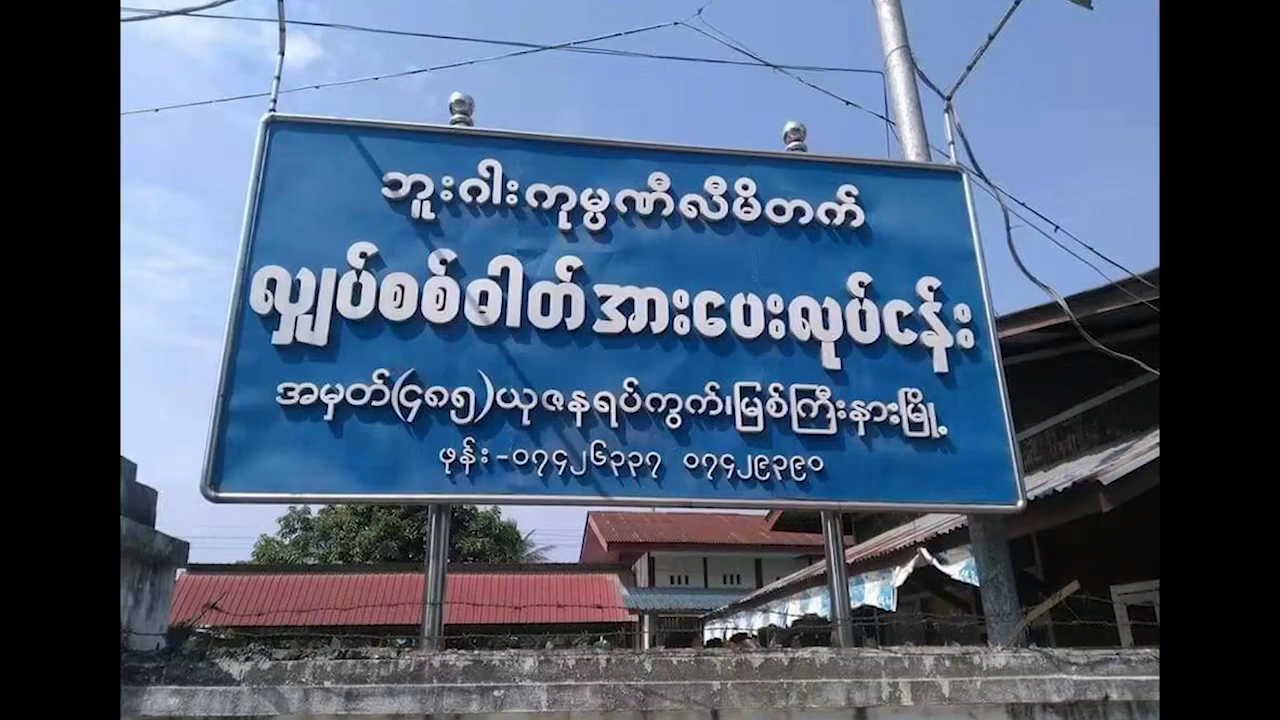 ဘူးဂါးကုမ္ပဏီလီမိတက်
လျှပ်စစ်ဓါတ်အားပေးလုပ်ငန်း
အမှတ်(၄၈၅)ယုဇနရပ်ကွက်၊မြစ်ကြီးနားမြို့
ဖုန်း-၀၇၄၂၆၃၃၇ ၀၇၄၂၉၃၉၀